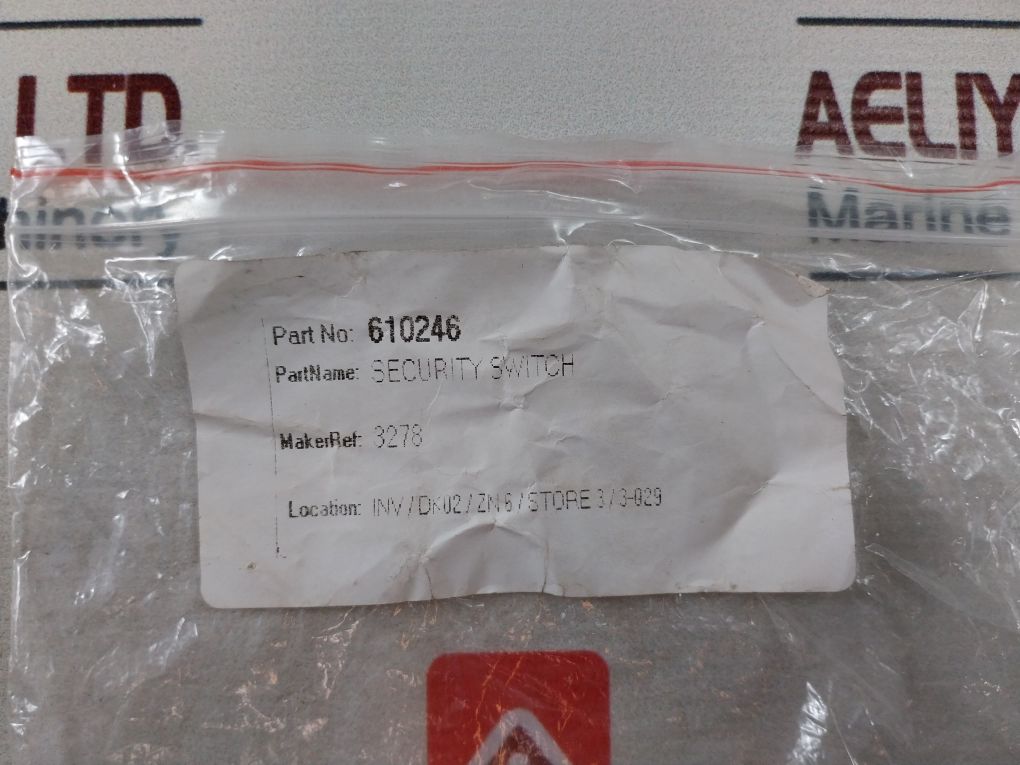 LTD
AELIY
Marine
Part No: 610246
PartName: SECURITY SWITCH
MakerRef: 3278
Location: INV / DK02 / ZN 6 / STORE 3 / 3-029